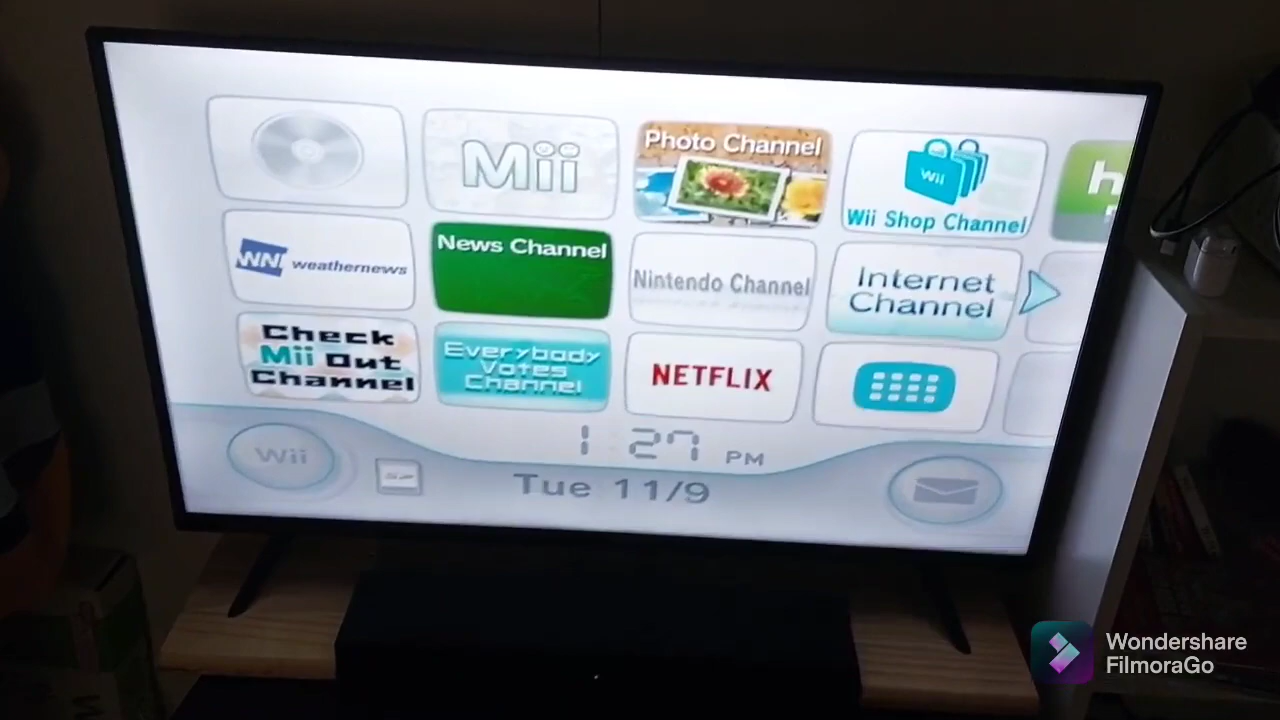 Mii
Photo Channel
Wii
Wii Shop Channel
h
WNI weathernews
News Channel
Nintendo Channel
Internet
Channel
Check
Mii Out
Channel
Everybody
Votes
Channel
NETFLIX
1 27 PM
Wii
Tue 11/9
Wondershare
FilmoraGo